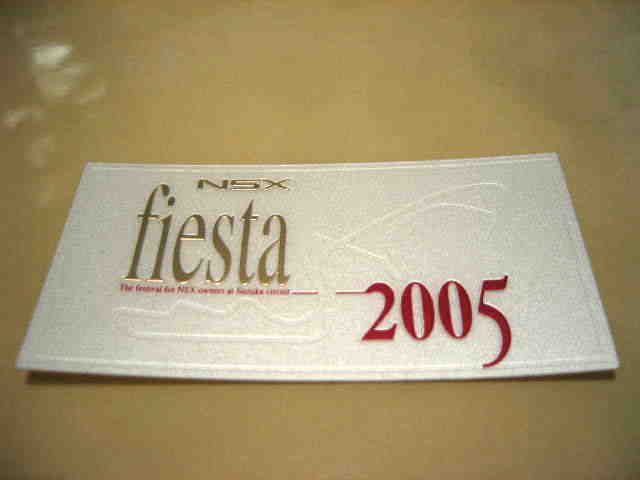 NSX
fiesta
The festival for NSX owners at Suzuka circuit
2005